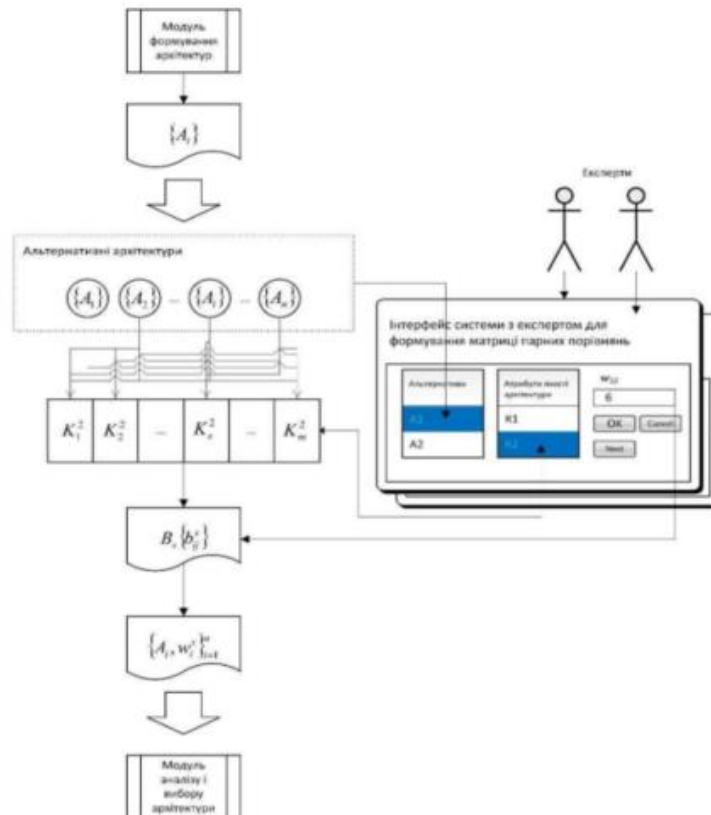 Модуль
формування
архітектур
{A_i}
Експерти
Альтернативні архітектури
{A_1} {A_2} ... {A_i} ... {A_n}
Інтерфейс системи з експертом для
формування матриці парних порівнянь
Альтернативи
Атрибути якості
архітектури
w_12
6
A1
K1
OK
Cancel
A2
K2
Next
K_1^2 K_2^2 ... K_s^2 ... K_m^2
B_s{b_ij^s}
{A_i, w_i^s}_{i=1}^n
Модуль
аналізу і
вибору
архітектури